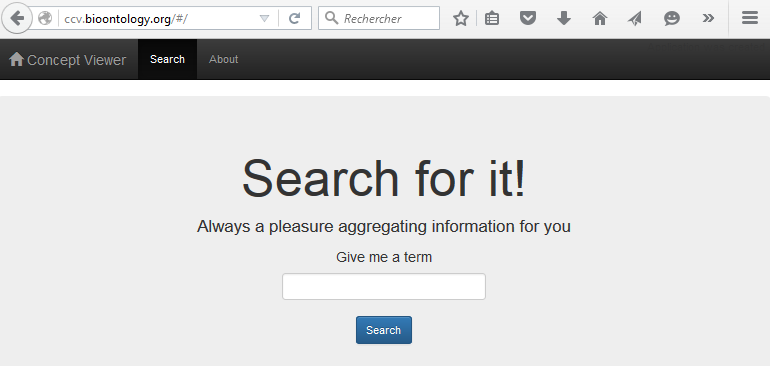 ccv.bioontology.org/#/
Rechercher
Concept Viewer
Search
About
Search for it!
Always a pleasure aggregating information for you
Give me a term
Search